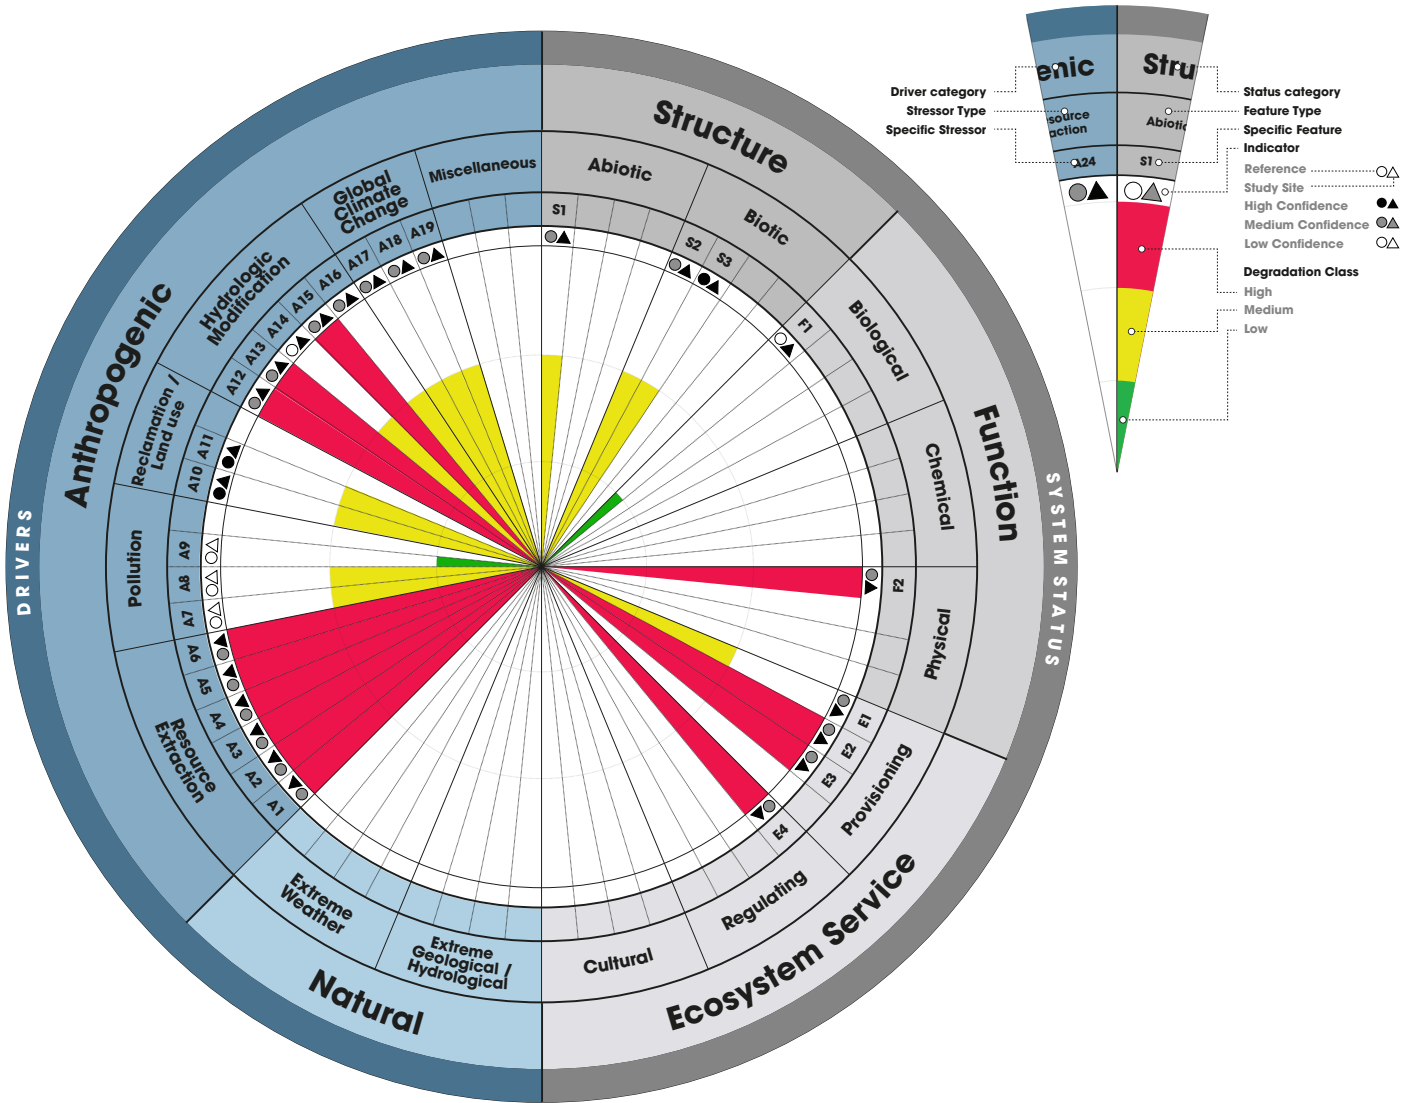 DRIVERS
SYSTEM STATUS
Anthropogenic
Natural
Structure
Function
Ecosystem Service
Miscellaneous
Global
Climate
Change
Hydrologic
Modification
Reclamation /
Land use
Pollution
Resource
Extraction
Extreme
Weather
Extreme
Geological /
Hydrological
Abiotic
Biotic
Biological
Chemical
Physical
Provisioning
Regulating
Cultural
A19
A18
A17
A16
A15
A14
A13
A12
A11
A10
A9
A8
A7
A6
A5
A4
A3
A2
A1
S1
S2
S3
F1
F2
E1
E2
E3
E4
enic
Stru
source
action
Abiotic
A24
S1
Driver category
Stressor Type
Specific Stressor
Status category
Feature Type
Specific Feature
Indicator
Reference
Study Site
High Confidence
Medium Confidence
Low Confidence
Degradation Class
High
Medium
Low